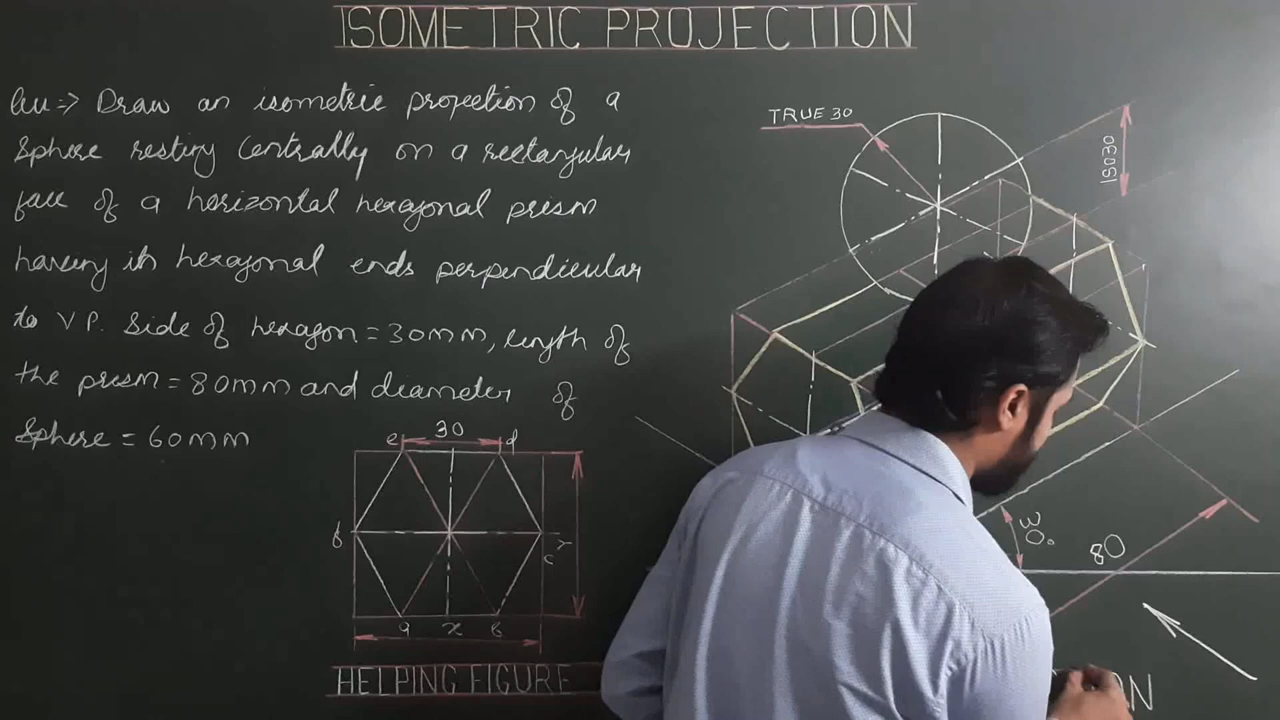 ISOMETRIC PROJECTION
Qu => Draw an isometric projection of a
Sphere resting Centrally on a rectangular
face of a horizontal hexagonal prism
having its hexagonal ends perpendicular
to V P. Side of hexagon = 30mm, length of
the prism = 80mm and diameter of
Sphere = 60mm
TRUE 30
ISO30
30°
80
e 30 d
f
c
y
a x b
HELPING FIGURE
ON